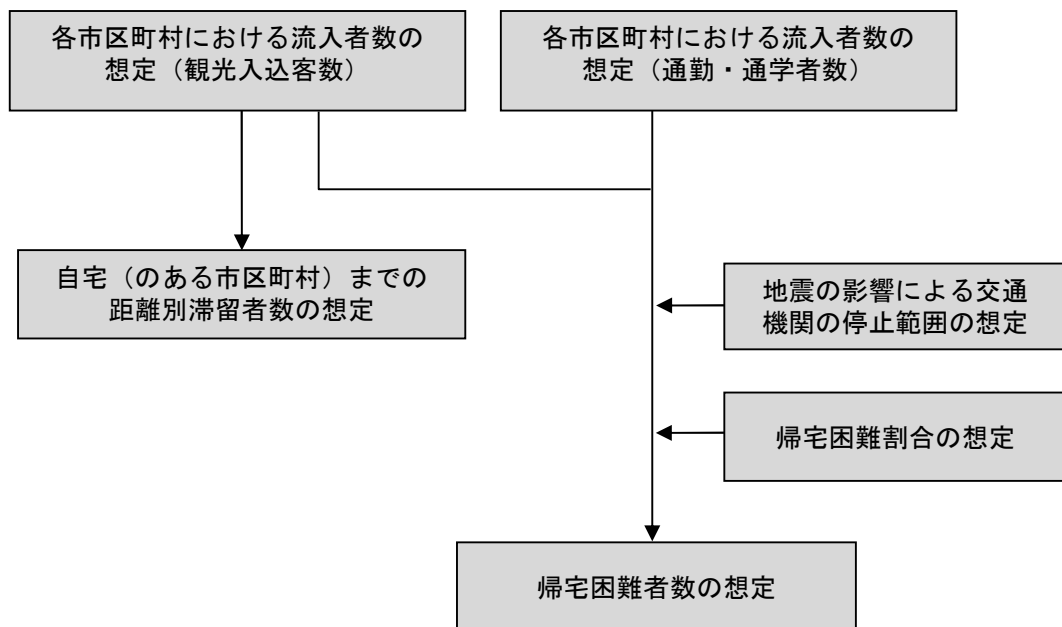 各市区町村における流入者数の
想定（観光入込客数）
各市区町村における流入者数の
想定（通勤・通学者数）
自宅（のある市区町村）までの
距離別滞留者数の想定
地震の影響による交通
機関の停止範囲の想定
帰宅困難割合の想定
帰宅困難者数の想定